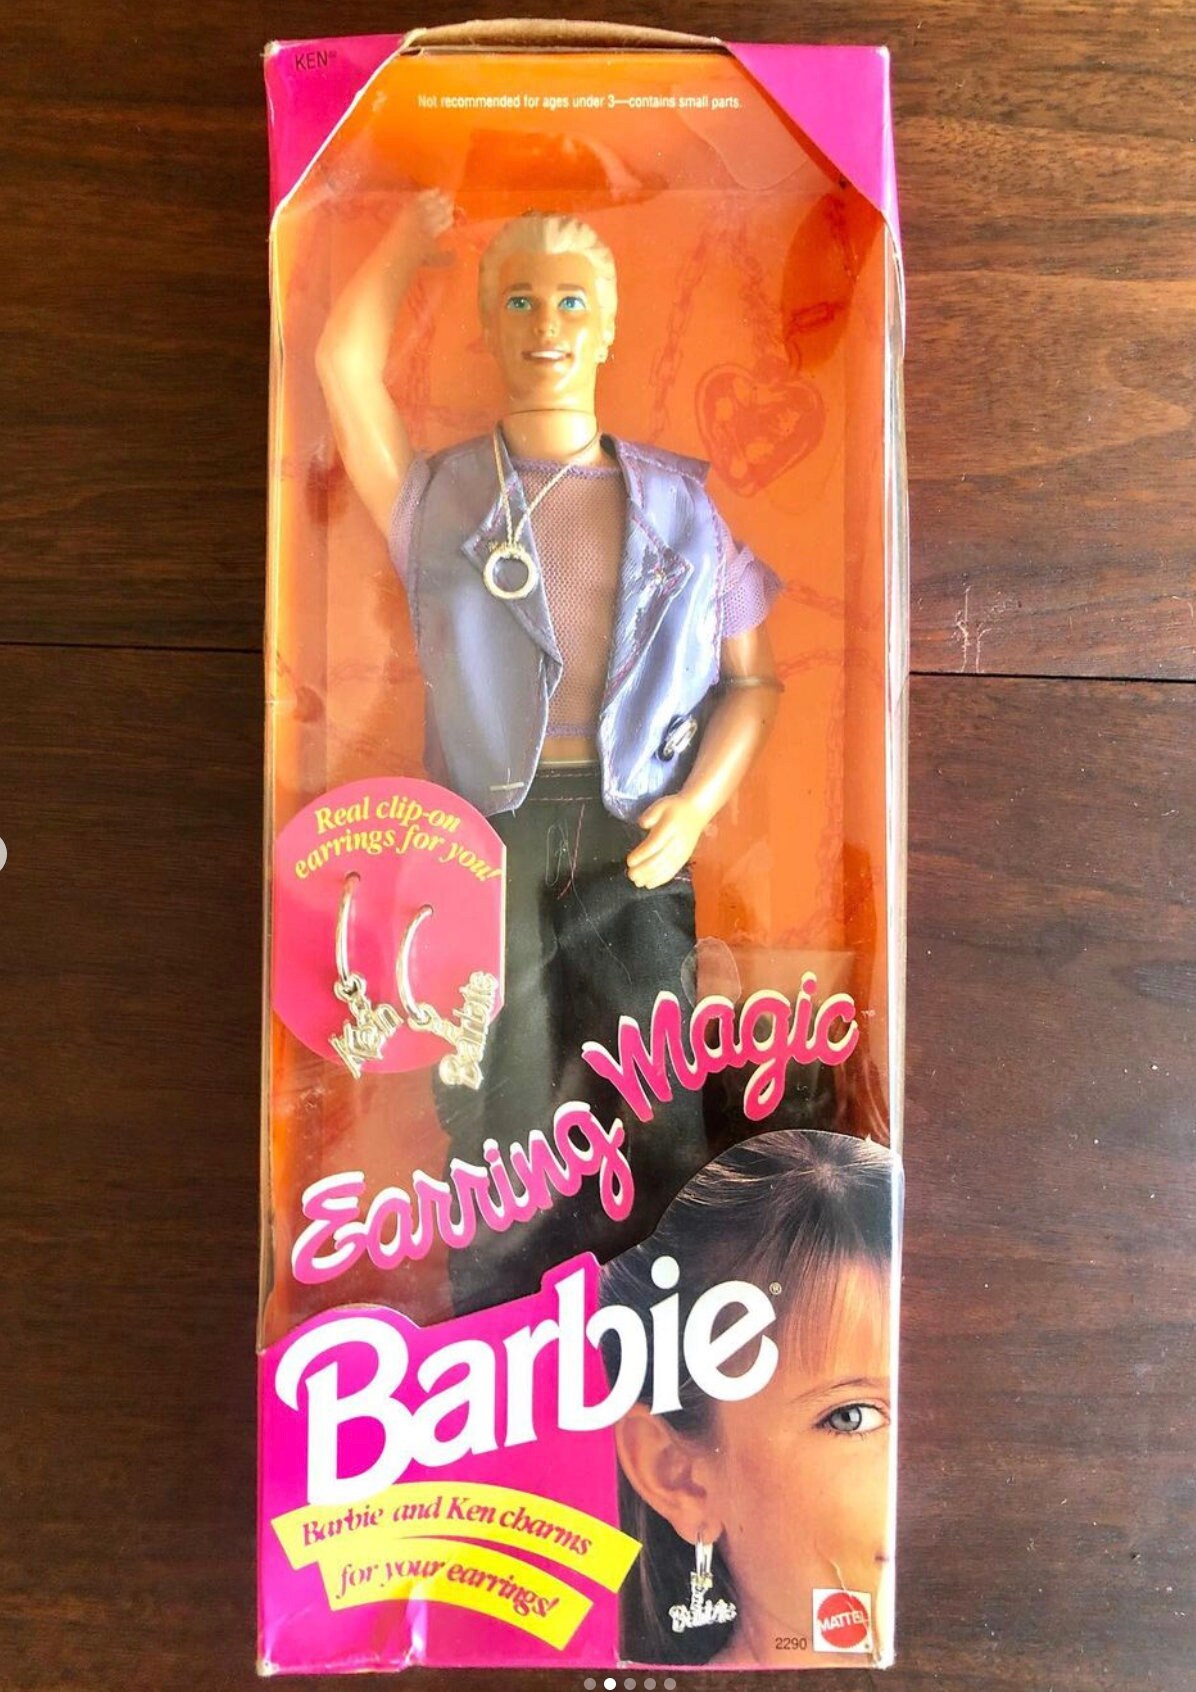 KEN®
Not recommended for ages under 3—contains small parts.
Real clip-on
earrings for you!
Ken
Barbie
Earring Magic™
Barbie®
Barbie and Ken charms
for your earrings!
Barbie
2290
MATTEL